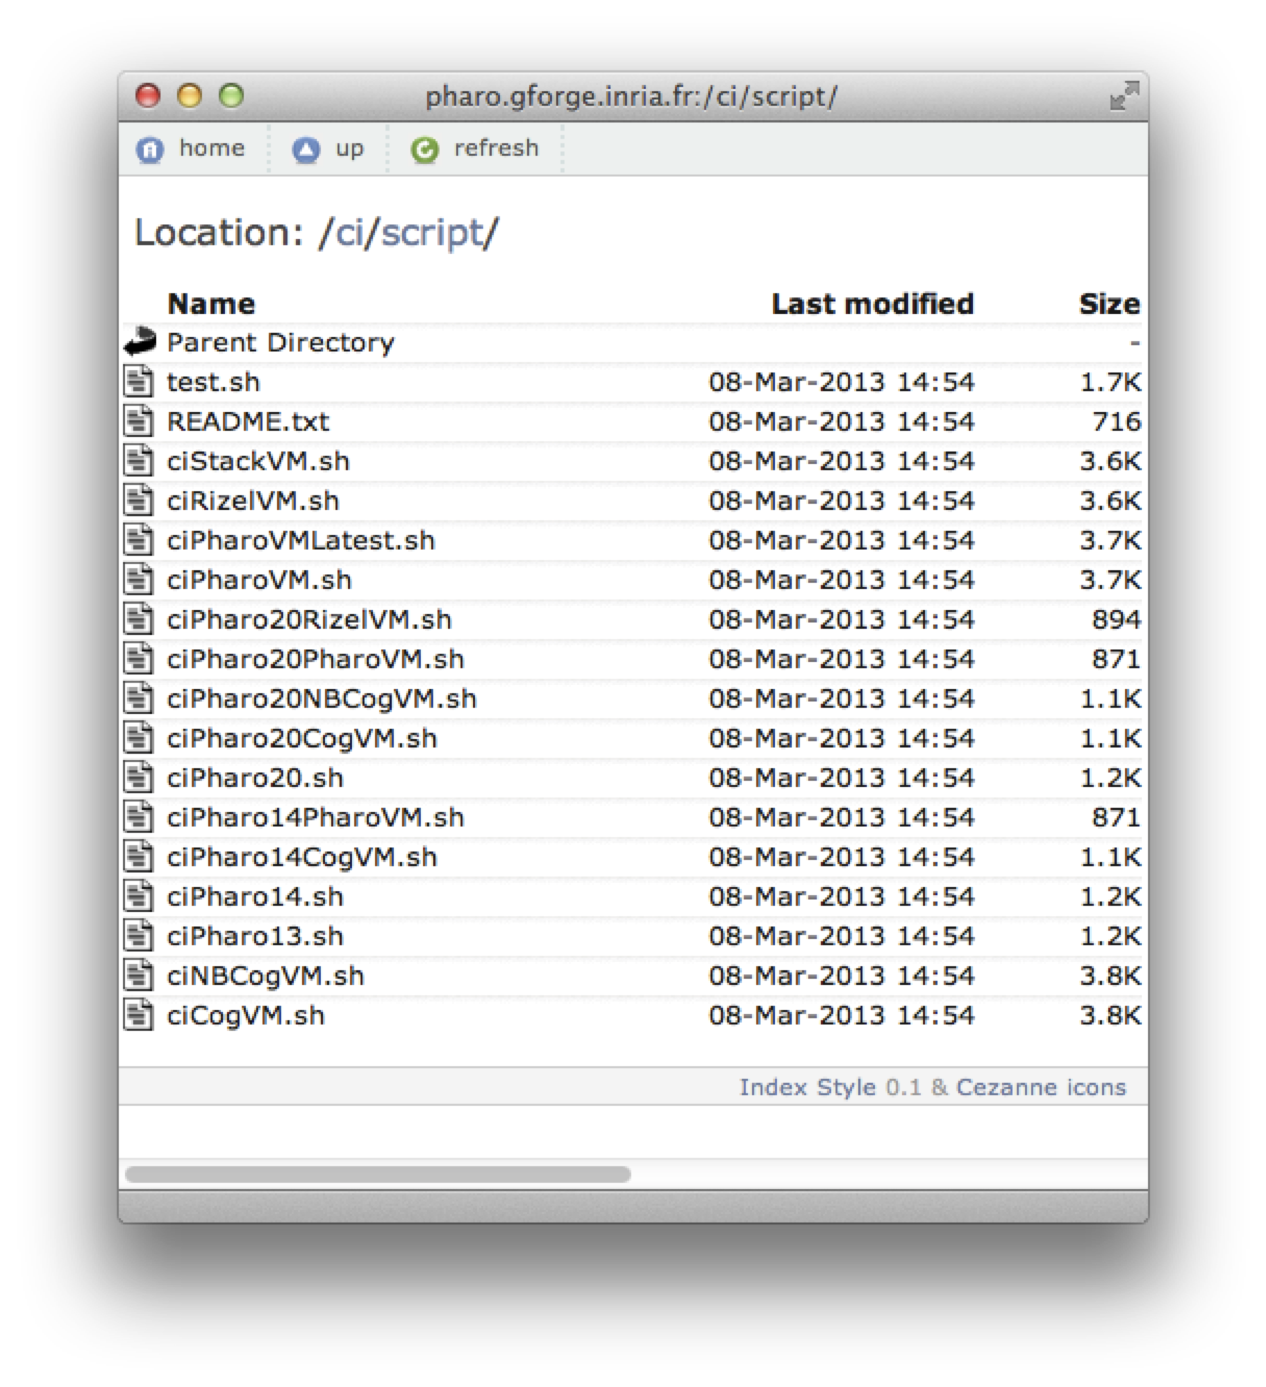 pharo.gforge.inria.fr:/ci/script/
home up refresh
Location: /ci/script/
Name Last modified Size
Parent Directory -
test.sh 08-Mar-2013 14:54 1.7K
README.txt 08-Mar-2013 14:54 716
ciStackVM.sh 08-Mar-2013 14:54 3.6K
ciRizelVM.sh 08-Mar-2013 14:54 3.6K
ciPharoVMLatest.sh 08-Mar-2013 14:54 3.7K
ciPharoVM.sh 08-Mar-2013 14:54 3.7K
ciPharo20RizelVM.sh 08-Mar-2013 14:54 894
ciPharo20PharoVM.sh 08-Mar-2013 14:54 871
ciPharo20NBCogVM.sh 08-Mar-2013 14:54 1.1K
ciPharo20CogVM.sh 08-Mar-2013 14:54 1.1K
ciPharo20.sh 08-Mar-2013 14:54 1.2K
ciPharo14PharoVM.sh 08-Mar-2013 14:54 871
ciPharo14CogVM.sh 08-Mar-2013 14:54 1.1K
ciPharo14.sh 08-Mar-2013 14:54 1.2K
ciPharo13.sh 08-Mar-2013 14:54 1.2K
ciNBCogVM.sh 08-Mar-2013 14:54 3.8K
ciCogVM.sh 08-Mar-2013 14:54 3.8K
Index Style 0.1 & Cezanne icons